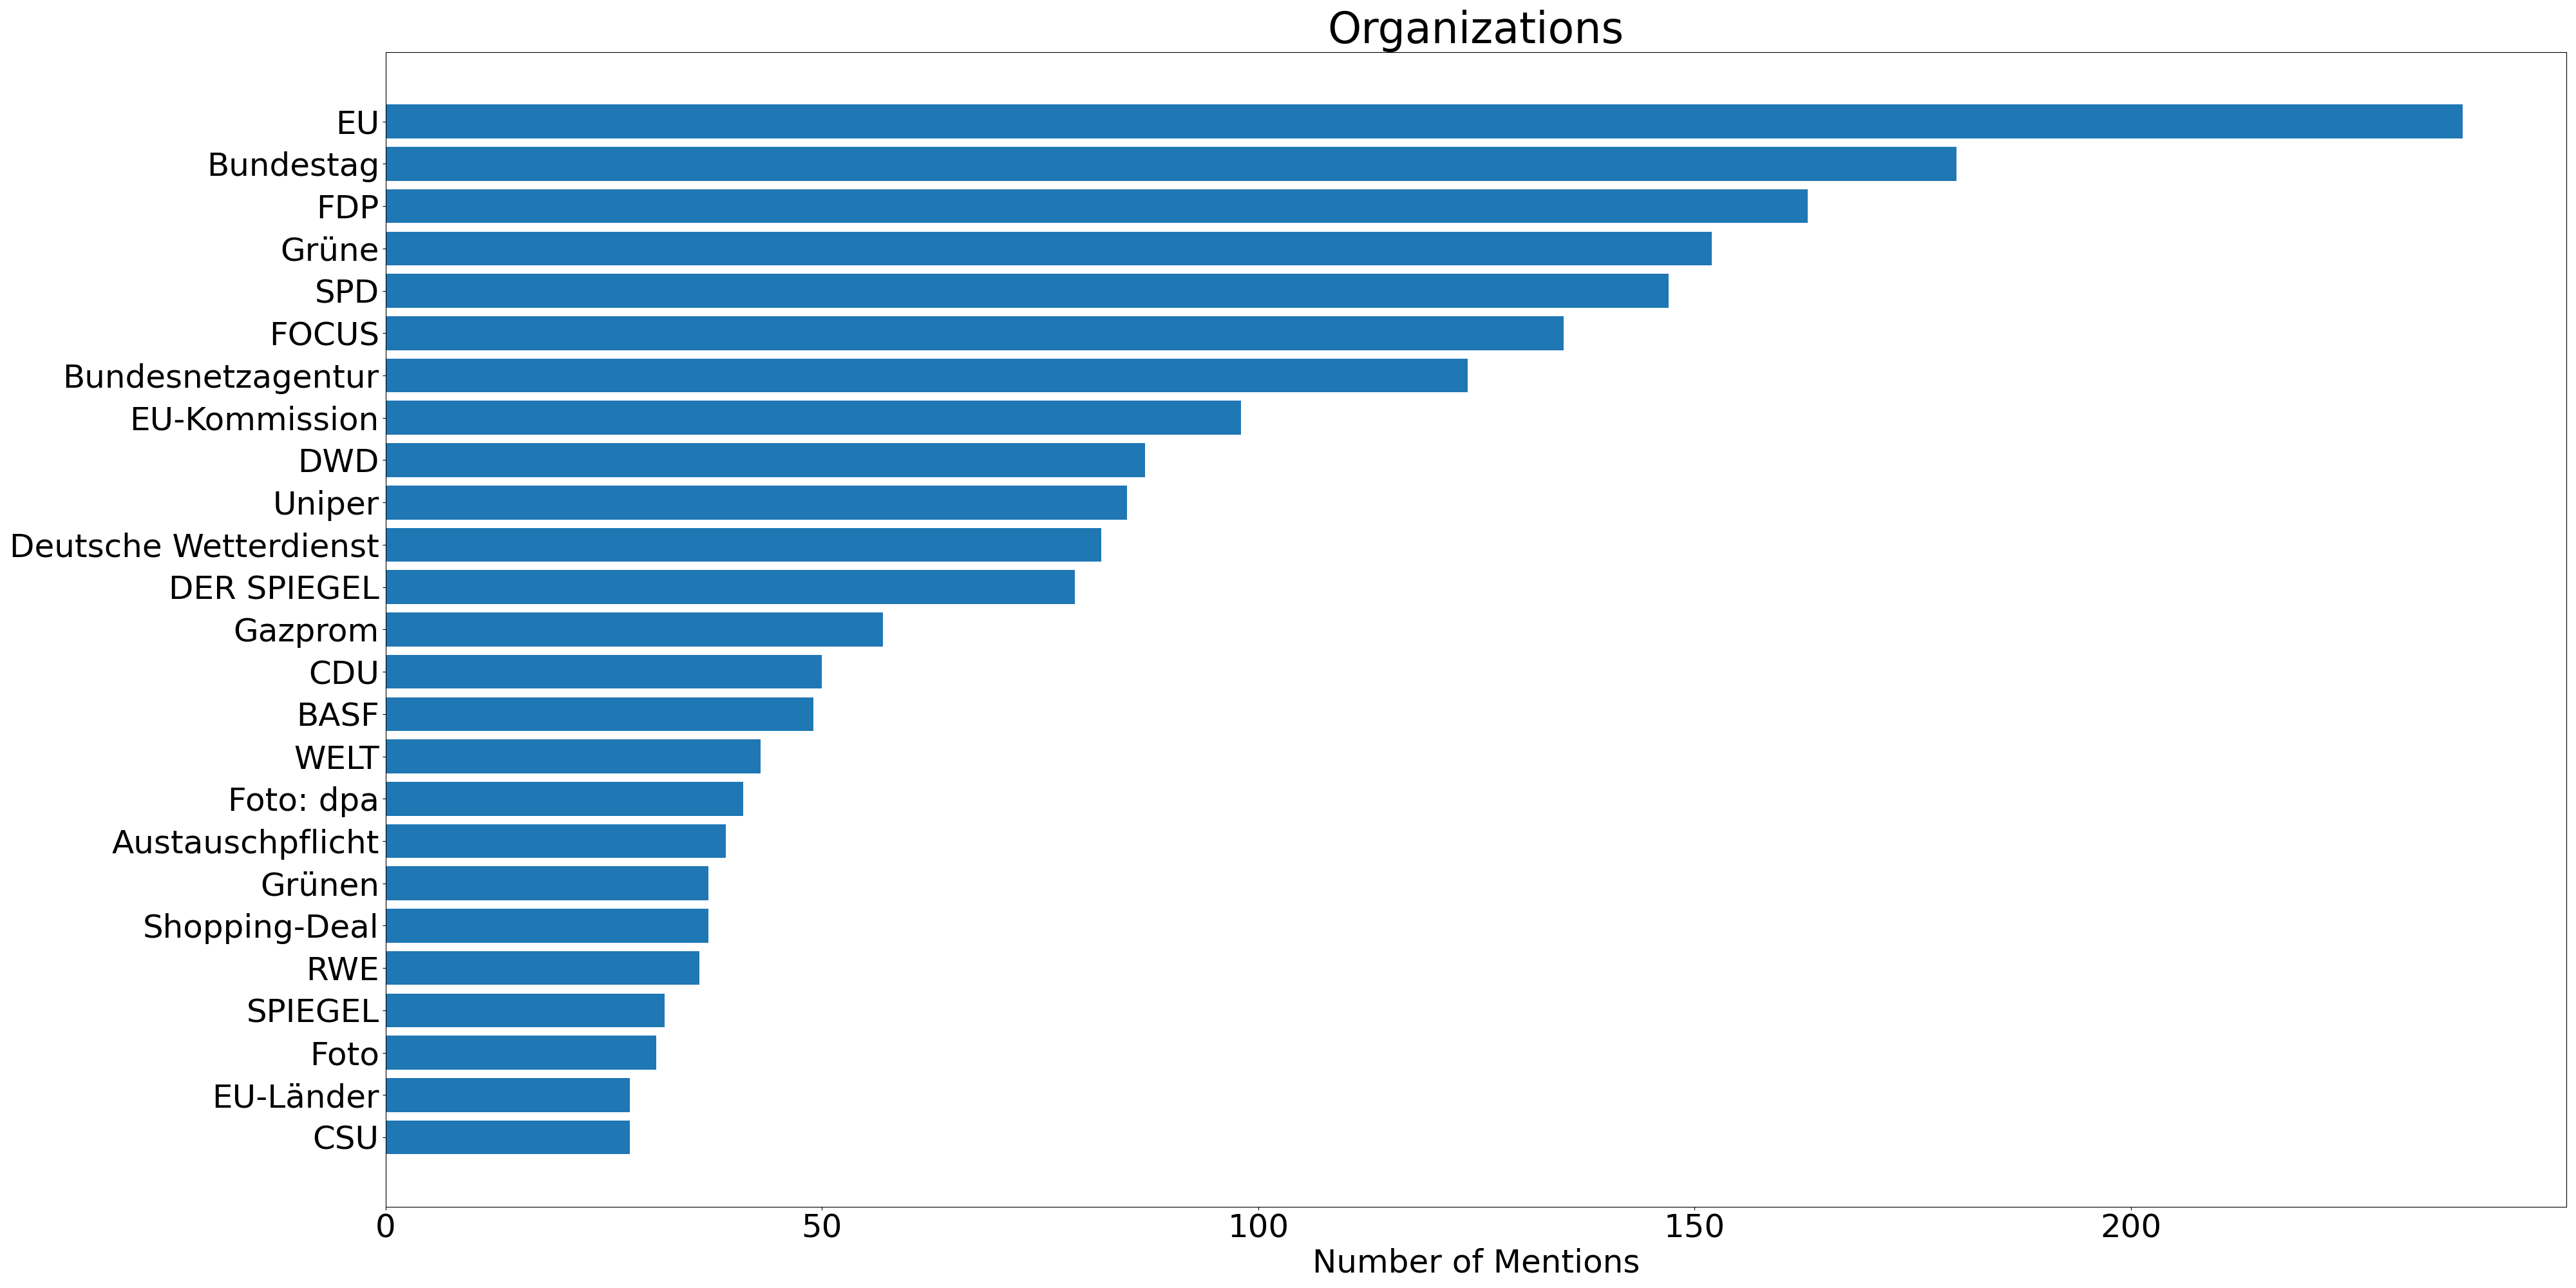 Organizations
EU
Bundestag
FDP
Grüne
SPD
FOCUS
Bundesnetzagentur
EU-Kommission
DWD
Uniper
Deutsche Wetterdienst
DER SPIEGEL
Gazprom
CDU
BASF
WELT
Foto: dpa
Austauschpflicht
Grünen
Shopping-Deal
RWE
SPIEGEL
Foto
EU-Länder
CSU
0 50 100 150 200
Number of Mentions